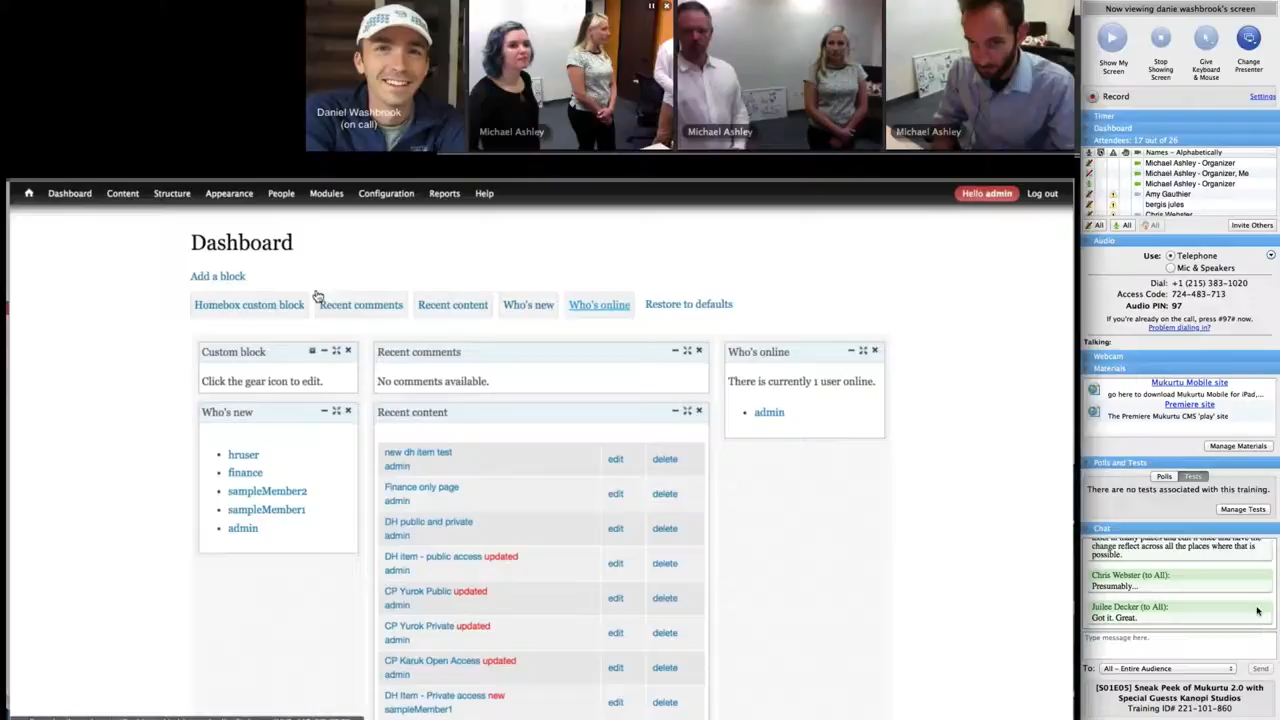 Now viewing danie washbrook's screen
Show My Screen
Stop Showing Screen
Give Keyboard & Mouse
Change Presenter
Record
Settings
Daniel Washbrook
(on call)
Michael Ashley
Michael Ashley
Michael Ashley
Timer
Dashboard
Attendees: 17 out of 26
Names - Alphabetically
Michael Ashley - Organizer
Michael Ashley - Organizer, Me
Michael Ashley - Organizer
Amy Gauthier
bergis jules
Chris Webster
All
All
All
Invite Others
Dashboard
Content
Structure
Appearance
People
Modules
Configuration
Reports
Help
Hello admin
Log out
Dashboard
Add a block
Homebox custom block
Recent comments
Recent content
Who's new
Who's online
Restore to defaults
Custom block
Click the gear icon to edit.
Who's new
hruser
finance
sampleMember2
sampleMember1
admin
Recent comments
No comments available.
Recent content
new dh item test
admin
edit delete
Finance only page
admin
edit delete
DH public and private
admin
edit delete
DH item - public access updated
admin
edit delete
CP Yurok Public updated
admin
edit delete
CP Yurok Private updated
admin
edit delete
CP Karuk Open Access updated
admin
edit delete
DH Item - Private access new
sampleMember1
edit delete
Who's online
There is currently 1 user online.
admin
Audio
Use: Telephone
Mic & Speakers
Dial: +1 (215) 383-1020
Access Code: 724-483-713
Audio PIN: 97
If you're already on the call, press #97# now.
Problem dialing in?
Talking:
Webcam
Materials
Mukurtu Mobile site
go here to download Mukurtu Mobile for iPad,...
Premiere site
The Premiere Mukurtu CMS 'play' site
Manage Materials
Polls and Tests
Polls Tests
There are no tests associated with this training.
Manage Tests
Chat
change reflect across all the places where that is
possible.
Chris Webster (to All):
Presumably...
Juilee Decker (to All):
Got it. Great.
Type message here.
To: All - Entire Audience
Send
[S01E05] Sneak Peek of Mukurtu 2.0 with
Special Guests Kanopi Studios
Training ID# 221-101-860